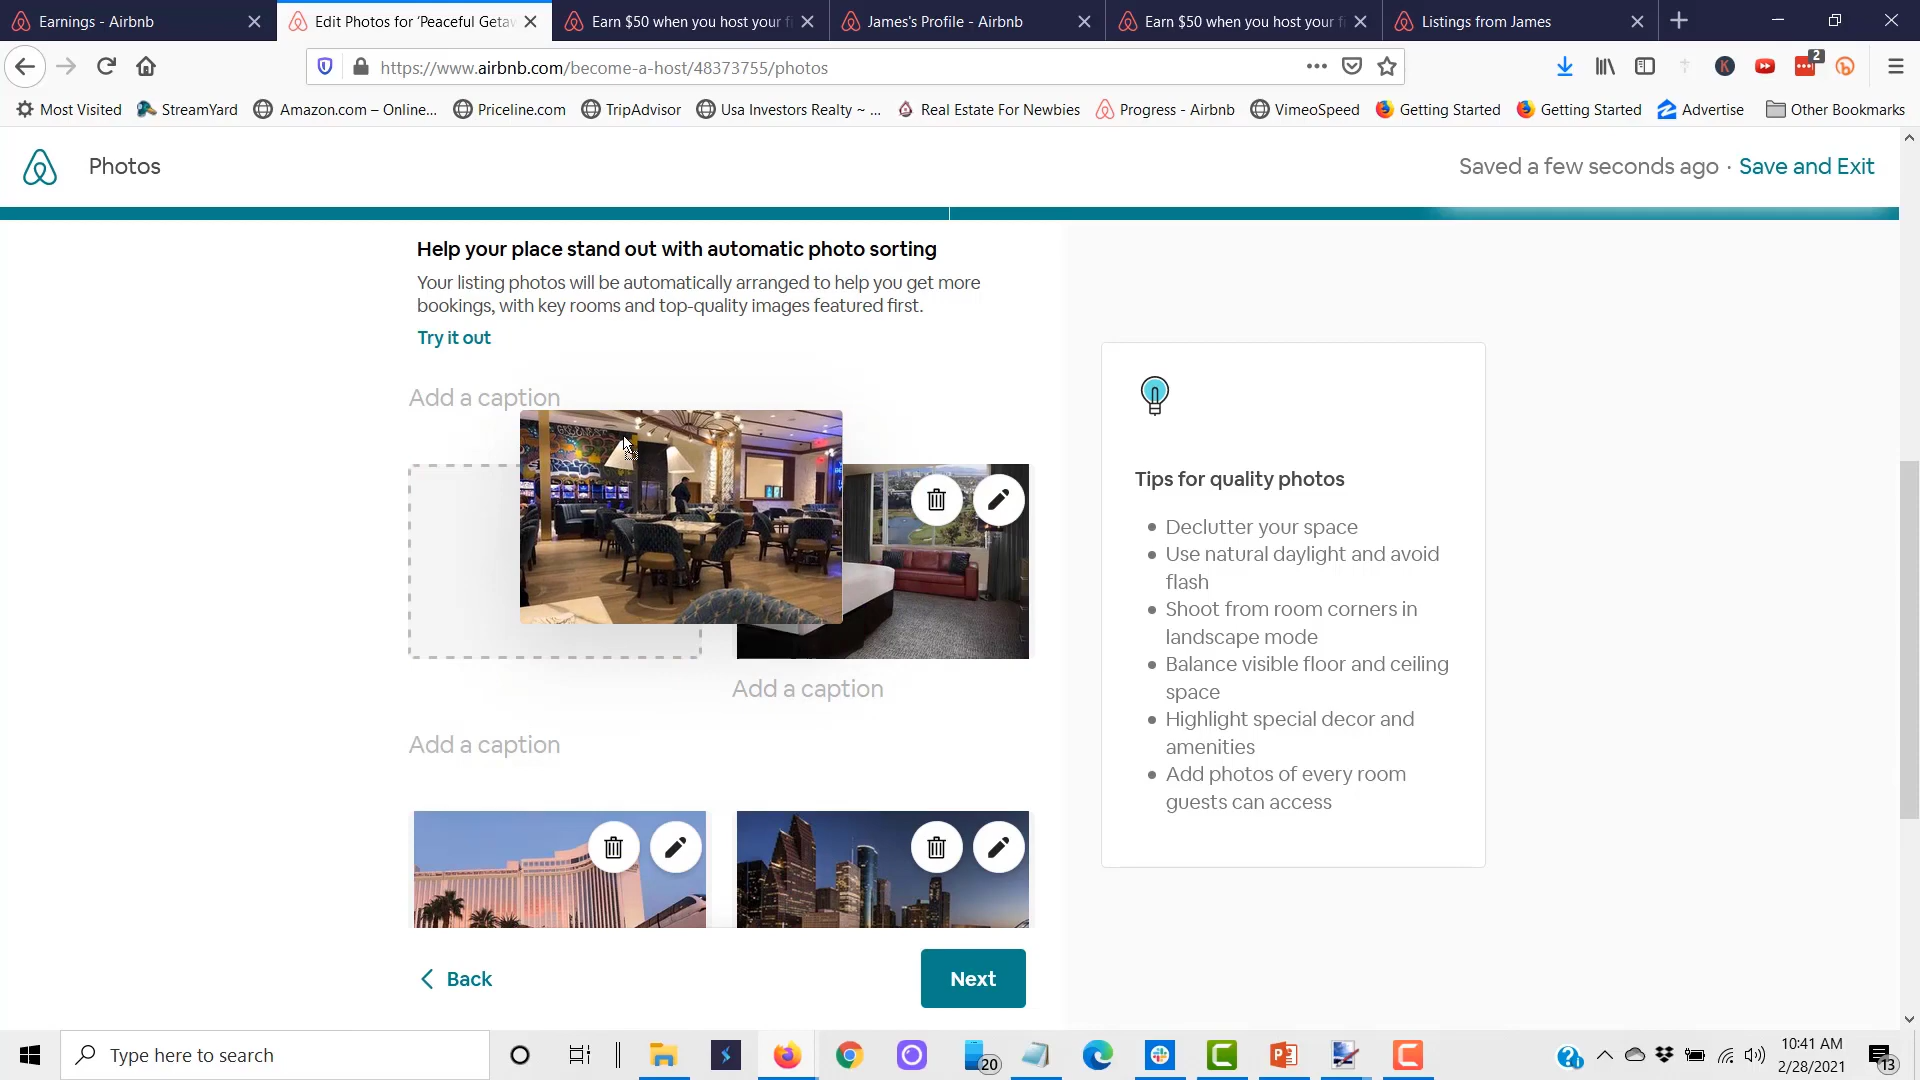 Earnings - Airbnb
Edit Photos for 'Peaceful Getaw
Earn $50 when you host your fi
James's Profile - Airbnb
Earn $50 when you host your fi
Listings from James
https://www.airbnb.com/become-a-host/48373755/photos
2
Most Visited
StreamYard
Amazon.com – Online...
Priceline.com
TripAdvisor
Usa Investors Realty ~ ...
Real Estate For Newbies
Progress - Airbnb
VimeoSpeed
Getting Started
Getting Started
Advertise
Other Bookmarks
Photos
Saved a few seconds ago · Save and Exit
Help your place stand out with automatic photo sorting
Your listing photos will be automatically arranged to help you get more
bookings, with key rooms and top-quality images featured first.
Try it out
Add a caption
Add a caption
Add a caption
Tips for quality photos
Declutter your space
Use natural daylight and avoid
flash
Shoot from room corners in
landscape mode
Balance visible floor and ceiling
space
Highlight special decor and
amenities
Add photos of every room
guests can access
Back
Next
Type here to search
20
10:41 AM
2/28/2021
13